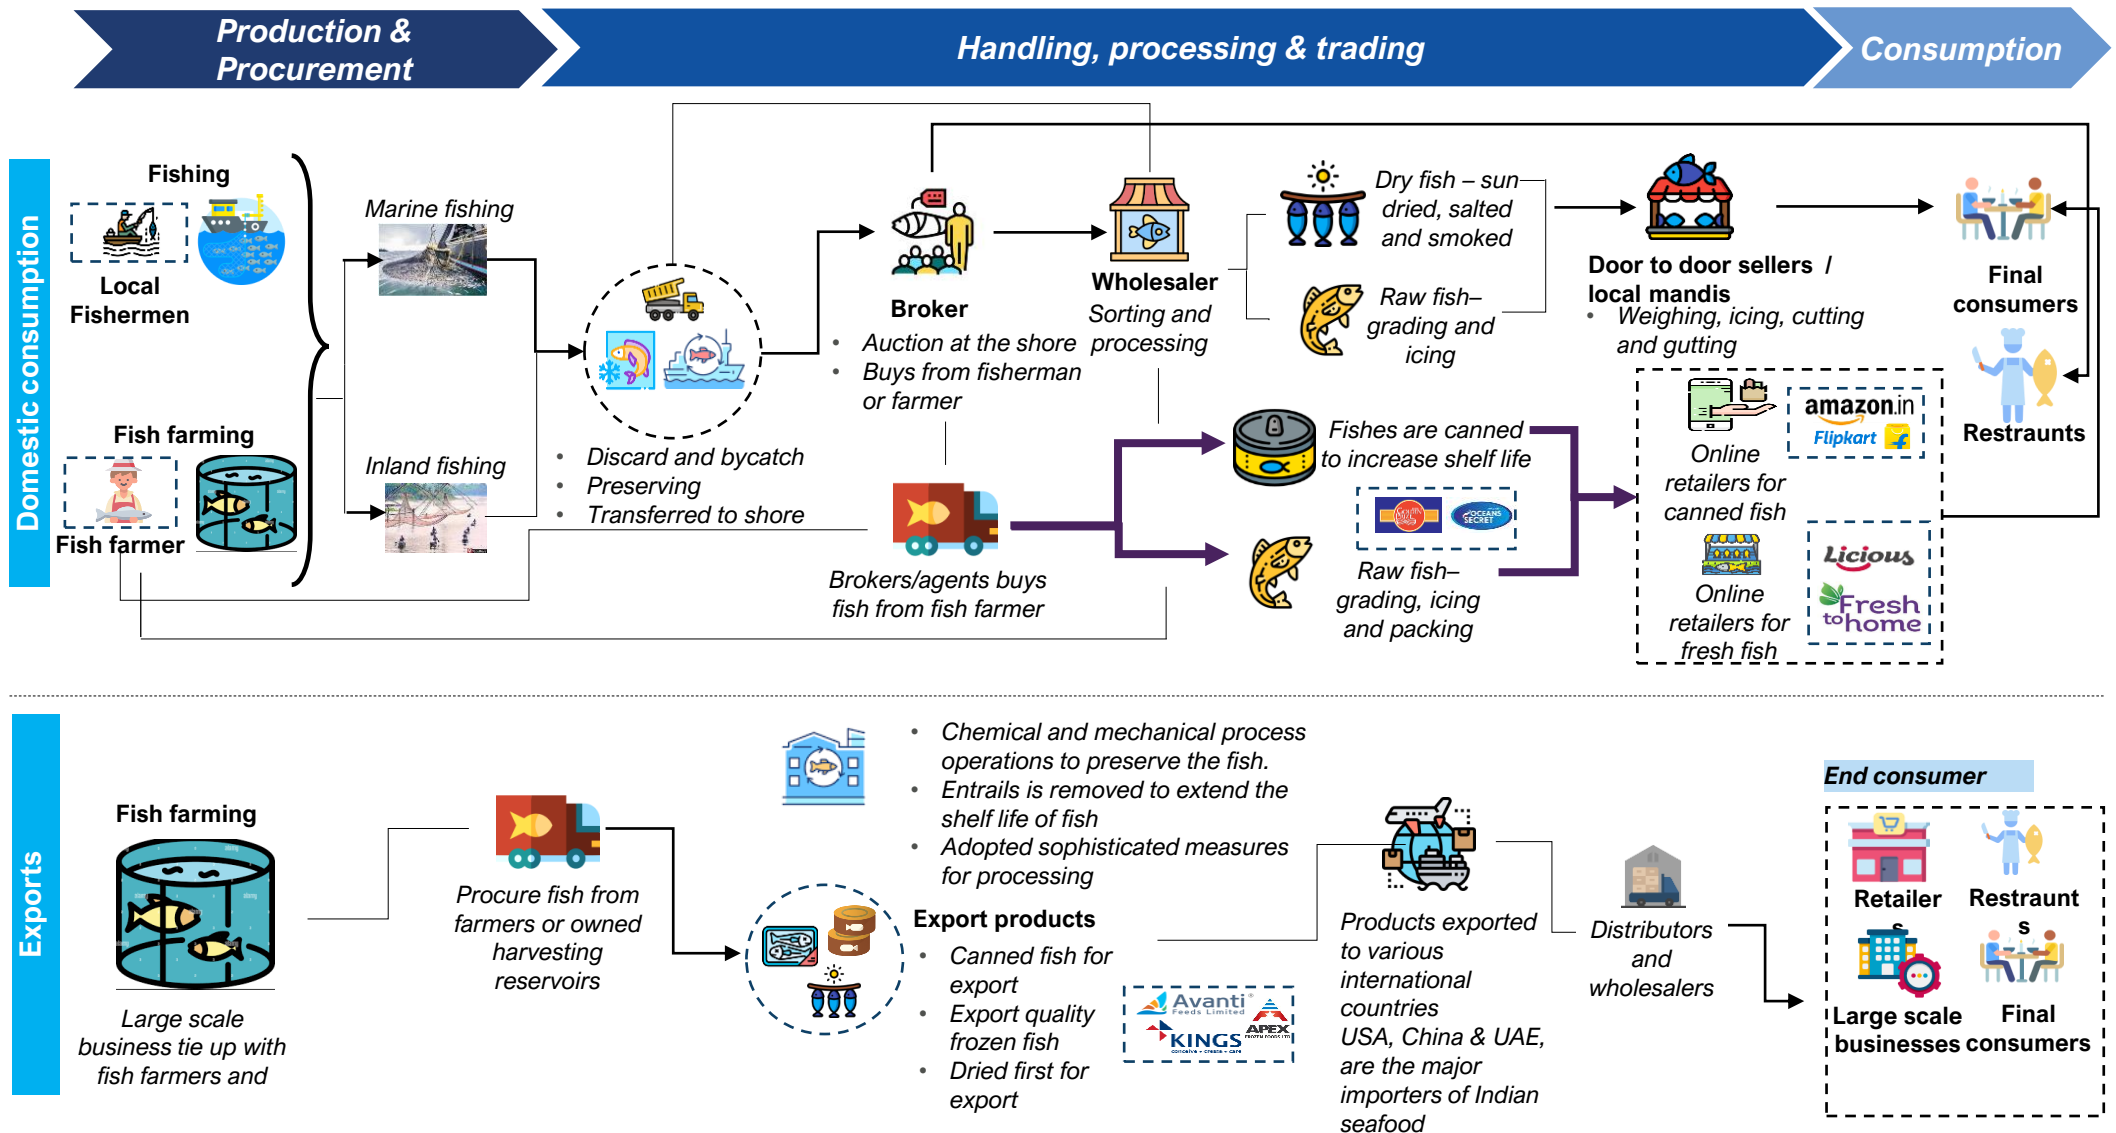 Production &
Procurement
Handling, processing & trading
Consumption
Domestic consumption
Fishing
Local
Fishermen
Fish farming
Fish farmer
Marine fishing
Inland fishing
• Discard and bycatch
• Preserving
• Transferred to shore
Broker
• Auction at the shore
• Buys from fisherman
or farmer
Brokers/agents buys
fish from fish farmer
Wholesaler
Sorting and
processing
Dry fish – sun
dried, salted
and smoked
Raw fish–
grading and
icing
Fishes are canned
to increase shelf life
OCEANS
SECRET
Raw fish–
grading, icing
and packing
Door to door sellers /
local mandis
• Weighing, icing, cutting
and gutting
Online
retailers for
canned fish
amazon.in
Flipkart
Online
retailers for
fresh fish
Licious
Fresh
to home
Final
consumers
Restraunts
Exports
Fish farming
Large scale
business tie up with
fish farmers and
Procure fish from
farmers or owned
harvesting
reservoirs
• Chemical and mechanical process
operations to preserve the fish.
• Entrails is removed to extend the
shelf life of fish
• Adopted sophisticated measures
for processing
Export products
• Canned fish for
export
• Export quality
frozen fish
• Dried first for
export
Avanti
Feeds Limited
KINGS
conceive • create • care
APEX
FROZEN FOODS LTD
Products exported
to various
international
countries
USA, China & UAE,
are the major
importers of Indian
seafood
Distributors
and
wholesalers
End consumer
Retailer
s
Restraunt
s
Large scale
businesses
Final
consumers